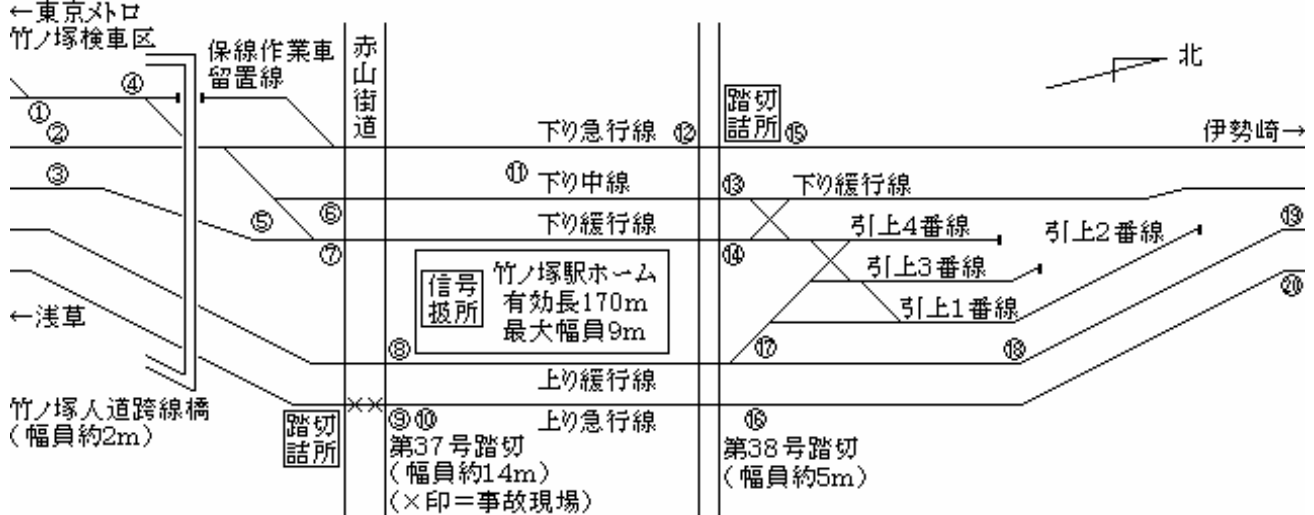 ←東京メトロ
竹ノ塚検車区
保線作業車
留置線
赤山街道
踏切
詰所
北
①
②
③
④
⑤
⑥
⑦
⑧
⑨⑩
⑪
⑫
⑬
⑭
⑮
⑯
⑰
⑱
⑲
⑳
下り急行線
伊勢崎→
下り中線
下り緩行線
下り緩行線
引上4番線
引上2番線
引上3番線
引上1番線
信号
扱所
竹ノ塚駅ホーム
有効長170m
最大幅員9m
←浅草
上り緩行線
上り急行線
竹ノ塚人道跨線橋
(幅員約2m)
踏切
詰所
××
第37号踏切
(幅員約14m)
(×印=事故現場)
第38号踏切
(幅員約5m)